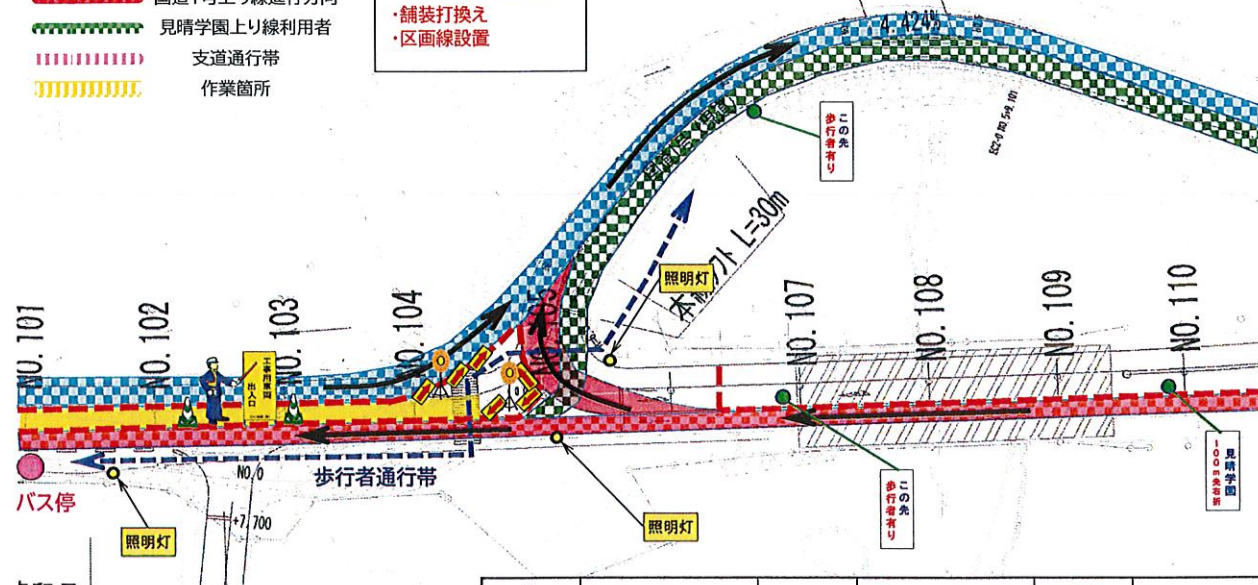 国道1号上り線進行方向
見晴学園上り線利用者
支道通行帯
作業箇所
・舗装打換え
・区画線設置
4.424%
この先
歩行者有り
本線シフト L=30m
照明灯
NO.101
NO.102
NO.103
NO.104
NO.105
NO.107
NO.108
NO.109
NO.110
工事用車両
出入口
バス停
NO.0
歩行者通行帯
+7.700
照明灯
照明灯
この先
歩行者有り
見晴学園
100m先右折